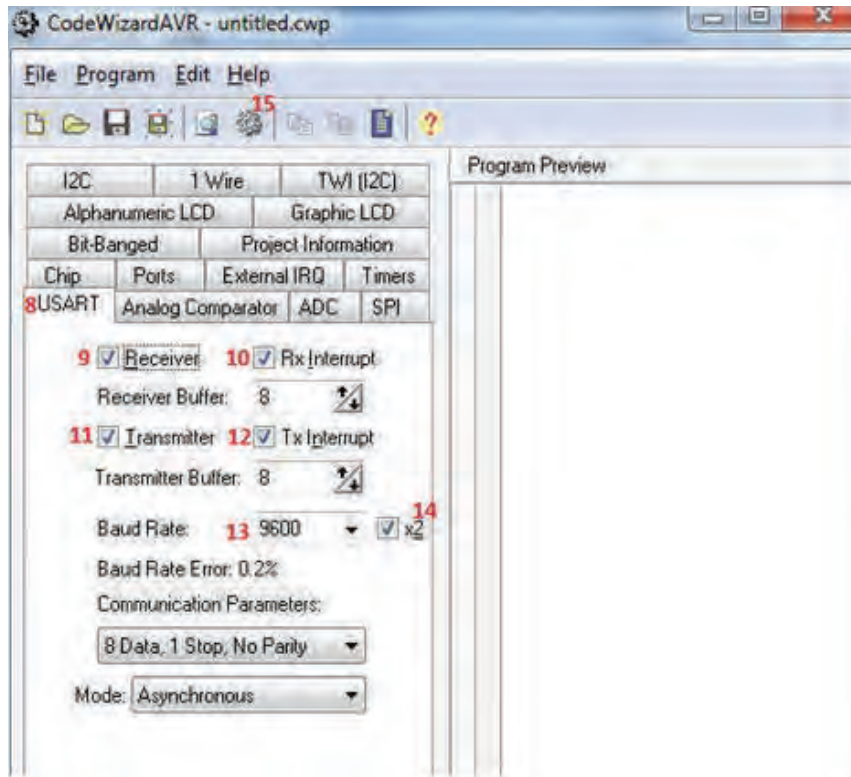 CodeWizardAVR - untitled.cwp
File Program Edit Help
15
?
I2C 1 Wire TWI (I2C)
Alphanumeric LCD Graphic LCD
Bit-Banged Project Information
Chip Ports External IRQ Timers
8 USART Analog Comparator ADC SPI
9 Receiver 10 Rx Interrupt
Receiver Buffer: 8
11 Transmitter 12 Tx Interrupt
Transmitter Buffer: 8
14
Baud Rate: 13 9600 x2
Baud Rate Error: 0.2%
Communication Parameters:
8 Data, 1 Stop, No Parity
Mode: Asynchronous
Program Preview